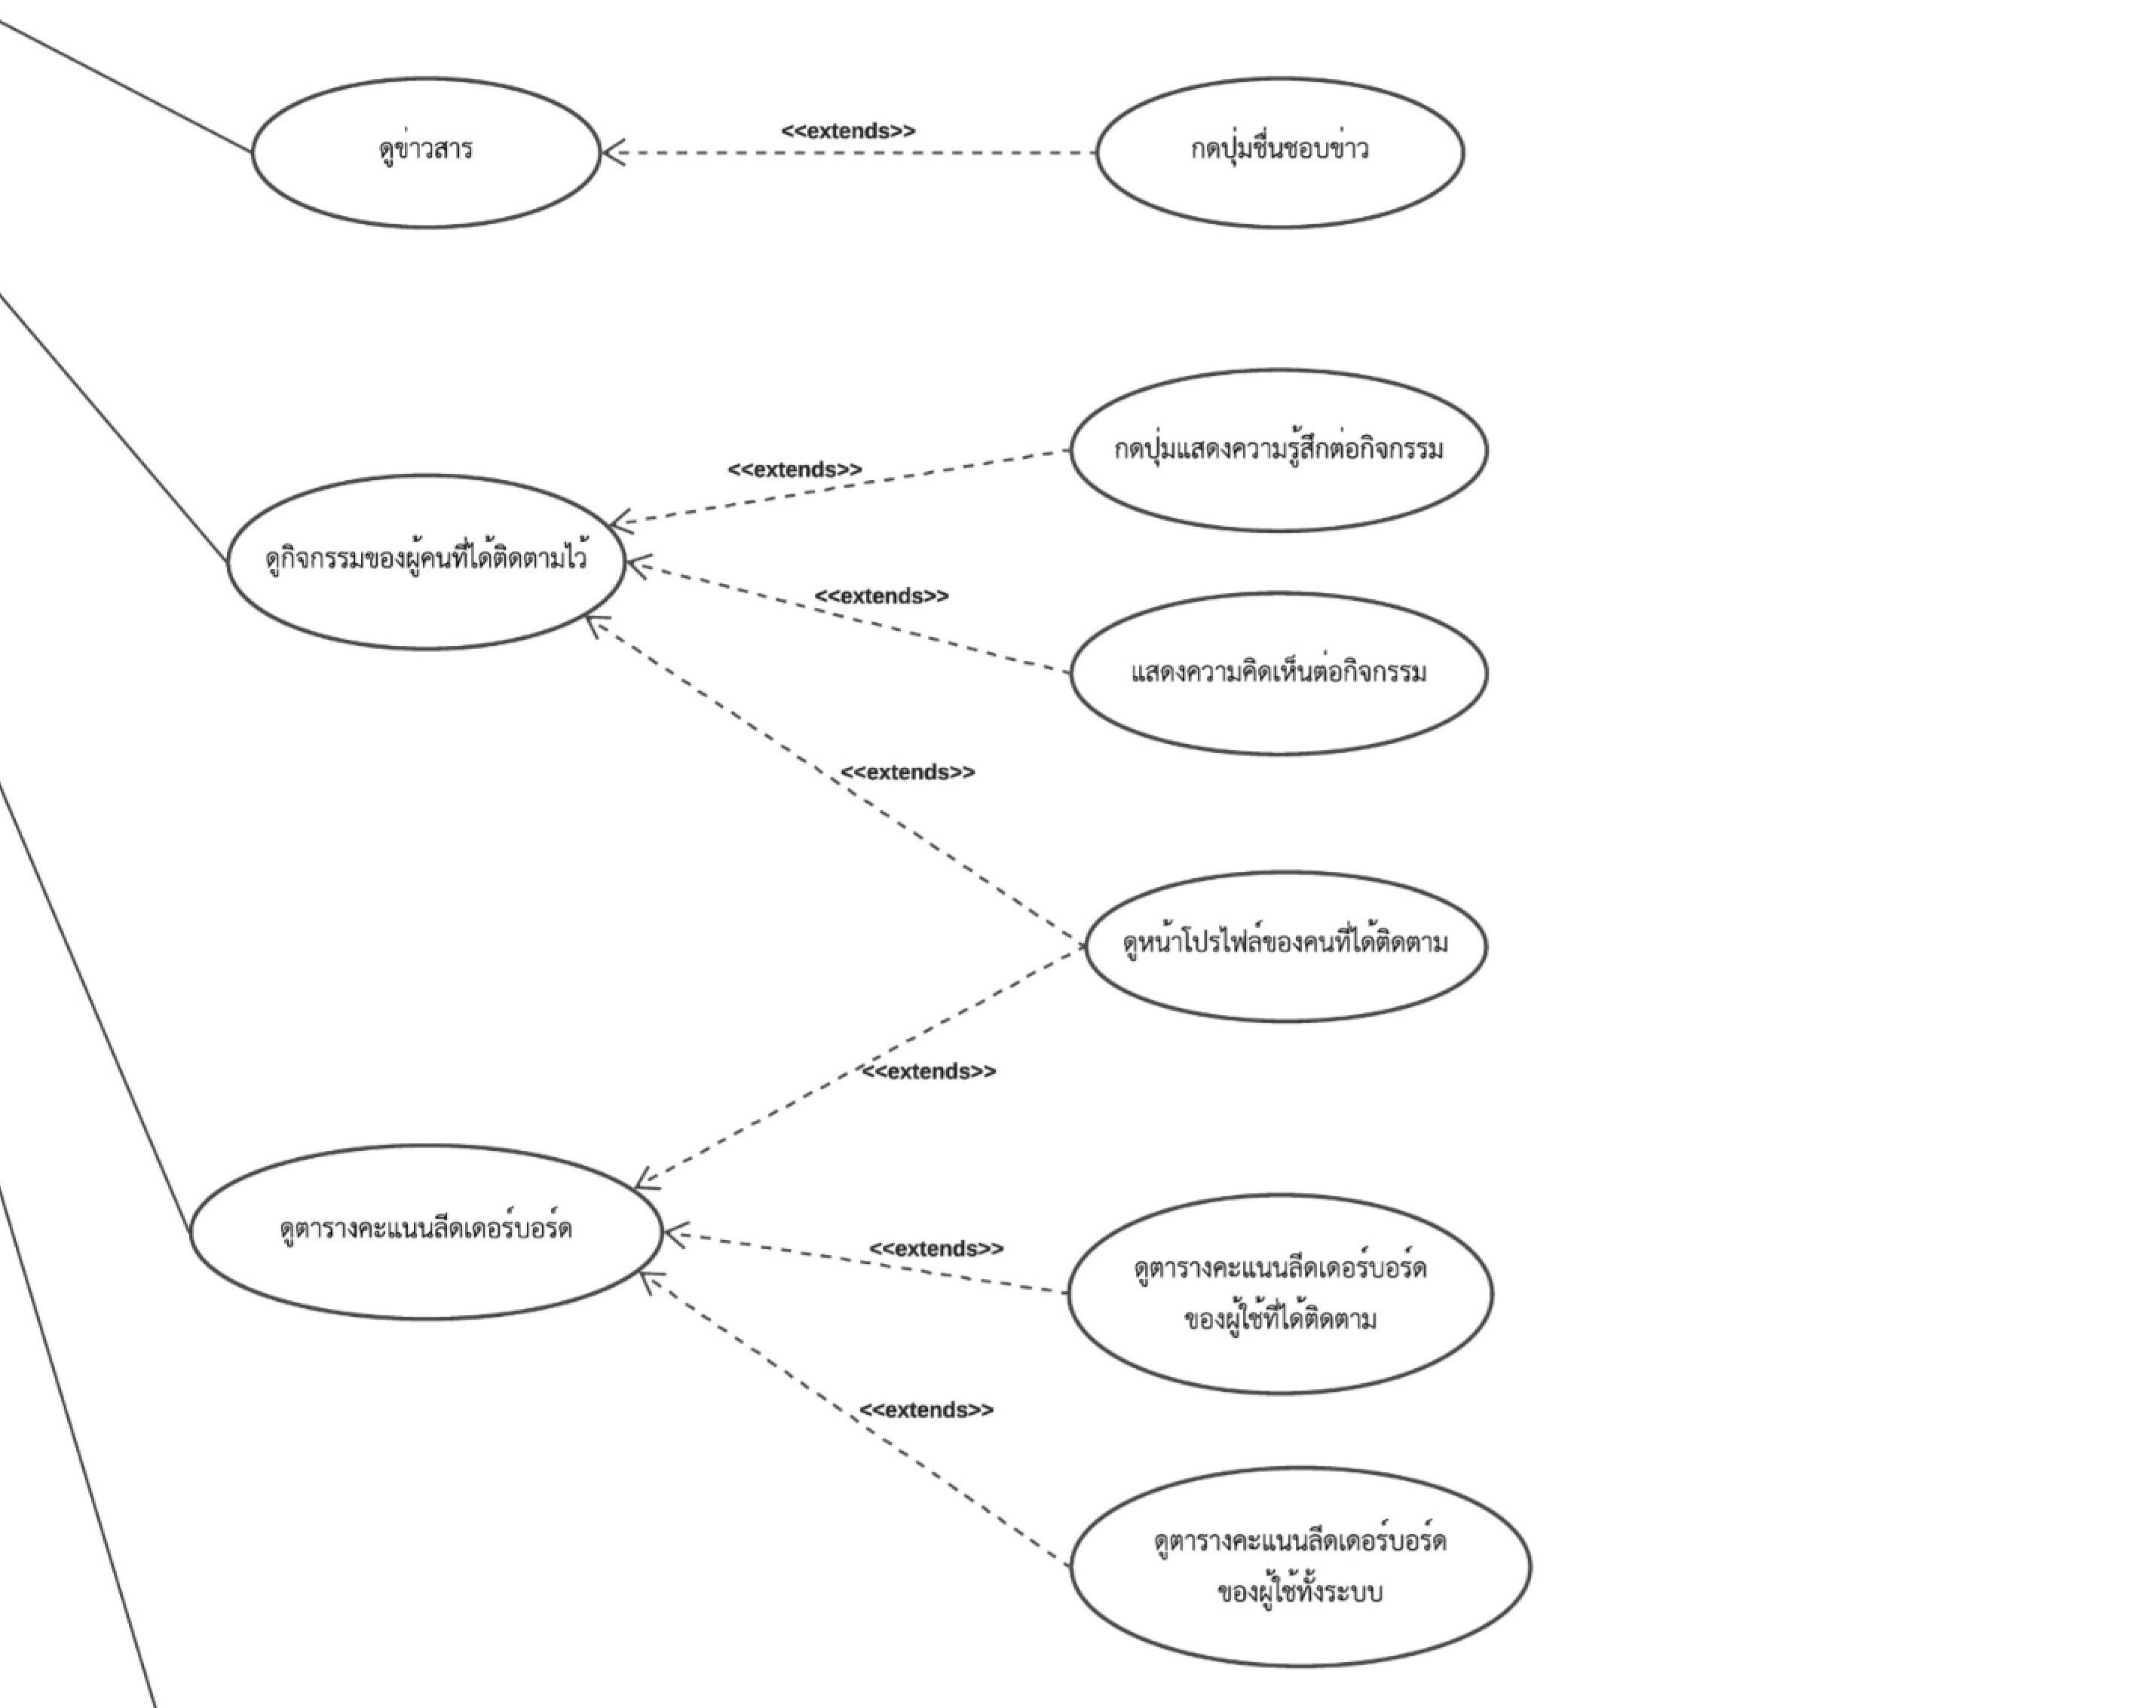 ดูข่าวสาร
<<extends>>
กดปุ่มชื่นชอบข่าว
กดปุ่มแสดงความรู้สึกต่อกิจกรรม
<<extends>>
ดูกิจกรรมของผู้คนที่ได้ติดตามไว้
<<extends>>
แสดงความคิดเห็นต่อกิจกรรม
<<extends>>
ดูหน้าโปรไฟล์ของคนที่ได้ติดตาม
<<extends>>
ดูตารางคะแนนลีดเดอร์บอร์ด
<<extends>>
ดูตารางคะแนนลีดเดอร์บอร์ด
ของผู้ใช้ที่ได้ติดตาม
<<extends>>
ดูตารางคะแนนลีดเดอร์บอร์ด
ของผู้ใช้ทั้งระบบ